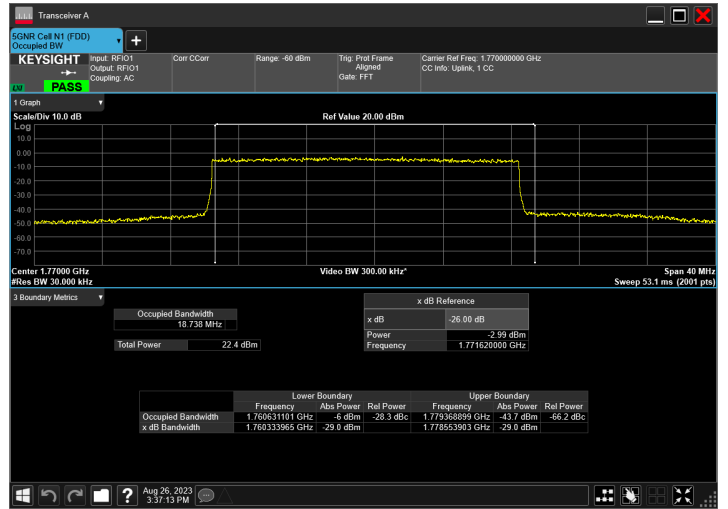 Transceiver A
5GNR Cell N1 (FDD)
Occupied BW
KEYSIGHT
LXI
PASS
Input: RFIO1
Output: RFIO1
Coupling: AC
Corr CCorr
Range: -60 dBm
Trig: Prot Frame
Aligned
Gate: FFT
Carrier Ref Freq: 1.770000000 GHz
CC Info: Uplink, 1 CC
1 Graph
Scale/Div 10.0 dB
Ref Value 20.00 dBm
Log
10.0
0.00
-10.0
-20.0
-30.0
-40.0
-50.0
-60.0
-70.0
Center 1.77000 GHz
Video BW 300.00 kHz*
Span 40 MHz
#Res BW 30.000 kHz
Sweep 53.1 ms (2001 pts)
3 Boundary Metrics
Occupied Bandwidth
18.738 MHz
Total Power 22.4 dBm
x dB Reference
x dB -26.00 dB
Power -2.99 dBm
Frequency 1.771620000 GHz
Lower Boundary Upper Boundary
Frequency Abs Power Rel Power Frequency Abs Power Rel Power
Occupied Bandwidth 1.760631101 GHz -6 dBm -28.3 dBc 1.779368899 GHz -43.7 dBm -66.2 dBc
x dB Bandwidth 1.760333965 GHz -29.0 dBm 1.778553903 GHz -29.0 dBm
Aug 26, 2023
3:37:13 PM